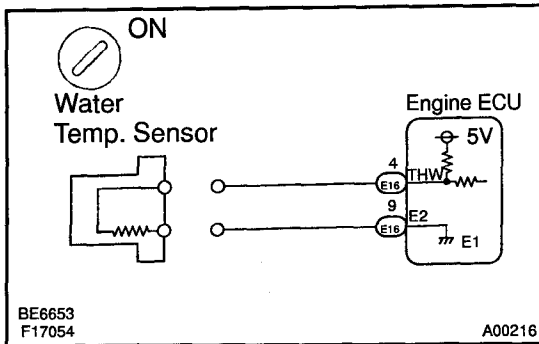 ON
Water
Temp. Sensor
Engine ECU
5V
4
THW
E16
9
E2
E16
E1
BE6653
F17054
A00216